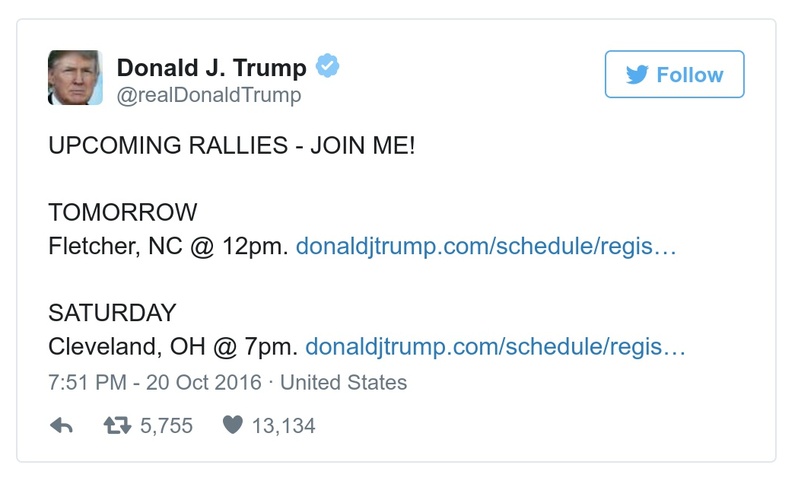 Donald J. Trump
@realDonaldTrump
Follow
UPCOMING RALLIES - JOIN ME!
TOMORROW
Fletcher, NC @ 12pm. donaldjtrump.com/schedule/regis…
SATURDAY
Cleveland, OH @ 7pm. donaldjtrump.com/schedule/regis…
7:51 PM - 20 Oct 2016 · United States
5,755 13,134